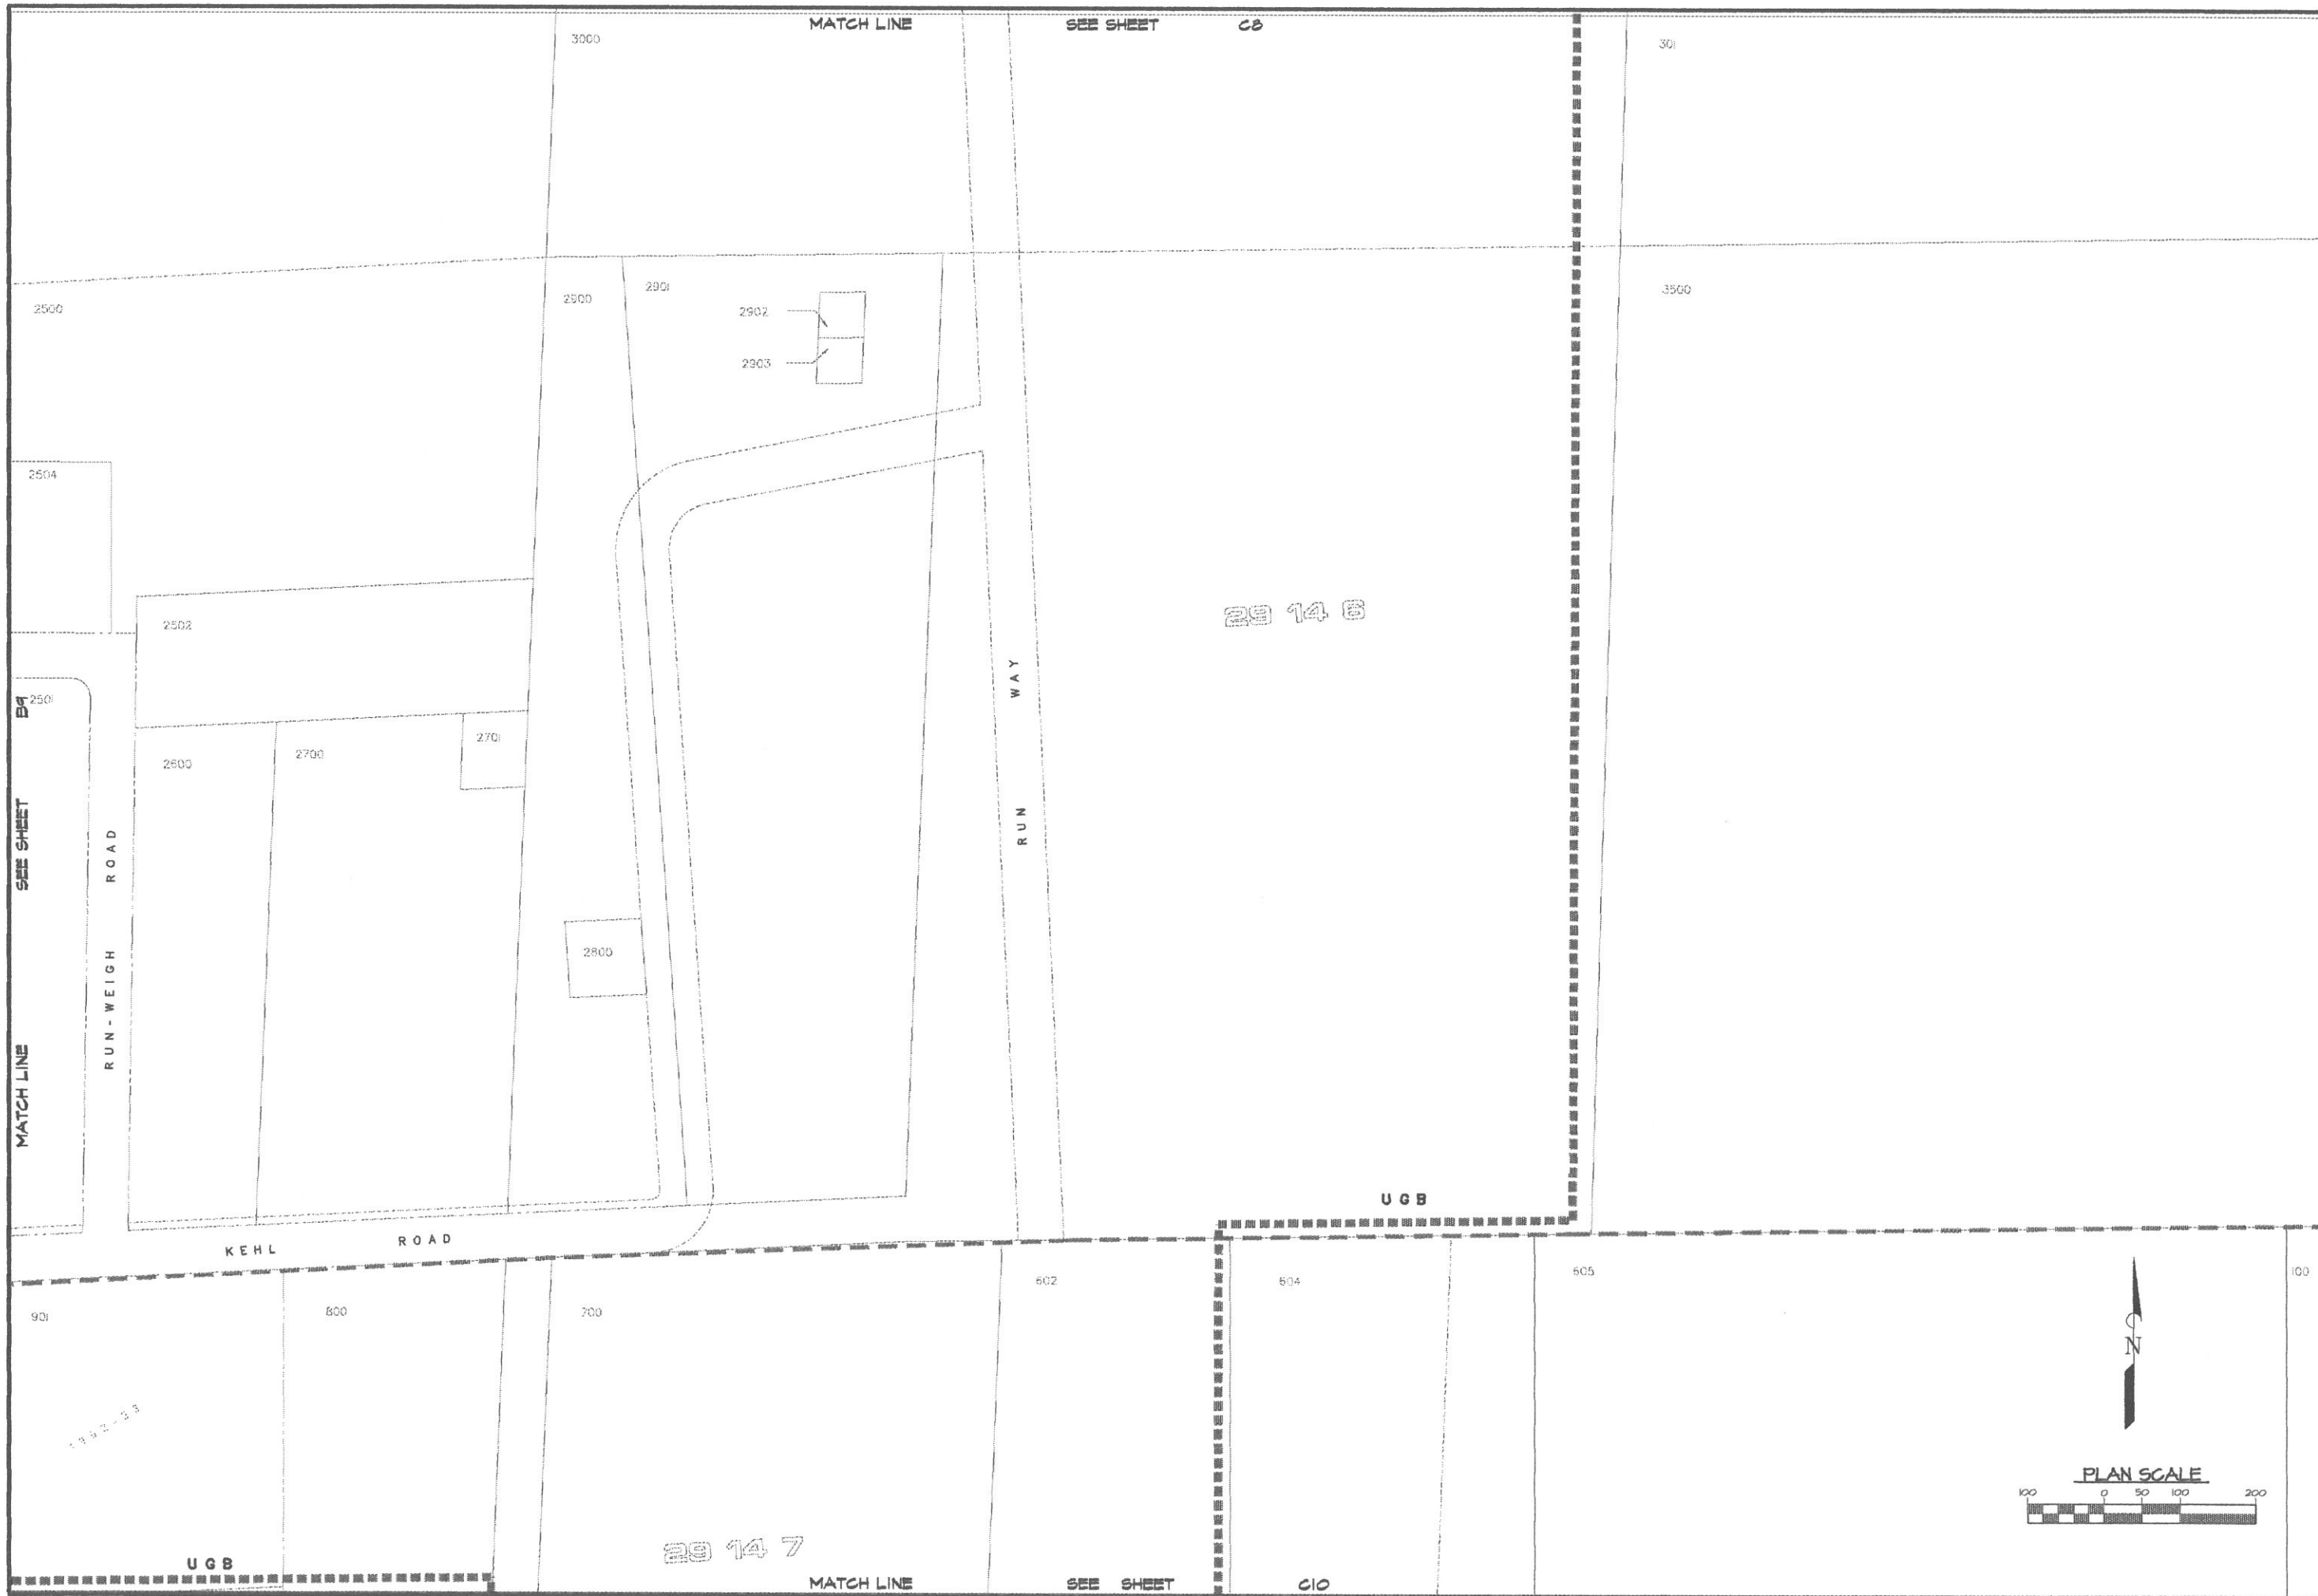 MATCH LINE SEE SHEET C8
3000
301
2500
2900
2901
2902
2903
3500
2504
29 14 6
2502
2501
2600
2700
2701
2800
MATCH LINE SEE SHEET B9
RUN-WEIGH ROAD
RUN WAY
UGB
KEHL ROAD
901
800
700
602
604
605
100
N
PLAN SCALE
100 0 50 100 200
UGB
29 14 7
MATCH LINE SEE SHEET C10